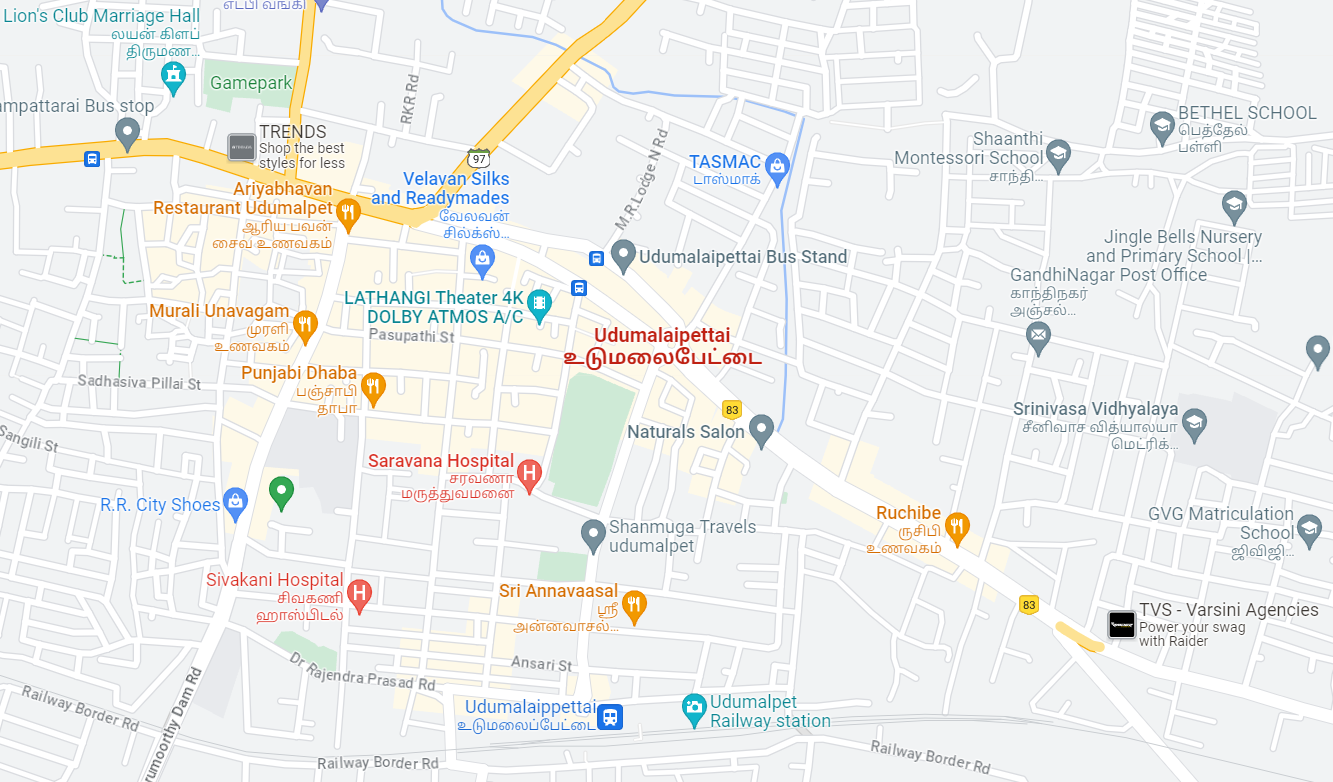 Lion's Club Marriage Hall
லயன் கிளப்
திருமண...
எடபி வங்கி
Gamepark
RKR Rd
ampattarai Bus stop
TRENDS
Shop the best
styles for less
97
Ariyabhavan
Restaurant Udumalpet
ஆரிய பவன்
சைவ உணவகம்
Velavan Silks
and Readymades
வேலவன்
சில்க்ஸ்...
M.R.Lodge N Rd
TASMAC
டாஸ்மாக்
BETHEL SCHOOL
பெத்தேல்
பள்ளி
Shaanthi
Montessori School
சாந்தி...
Jingle Bells Nursery
and Primary School |...
GandhiNagar Post Office
காந்திநகர்
அஞ்சல்...
Udumalaipettai Bus Stand
LATHANGI Theater 4K
DOLBY ATMOS A/C
Murali Unavagam
முரளி
உணவகம்
Pasupathi St
Udumalaipettai
உடுமலைபேட்டை
Sadhasiva Pillai St
Punjabi Dhaba
பஞ்சாபி
தாபா
83
Naturals Salon
Srinivasa Vidhyalaya
சீனிவாச வித்யாலயா
மெட்ரிக்...
Sangili St
Saravana Hospital
சரவணா
மருத்துவமனை
R.R. City Shoes
Ruchibe
ருசிபி
உணவகம்
GVG Matriculation
School
ஜிவிஜி...
Shanmuga Travels
udumalpet
Sivakani Hospital
சிவகணி
ஹாஸ்பிடல்
Sri Annavaasal
ஸ்ரீ
அன்னவாசல்...
83
TVS - Varsini Agencies
Power your swag
with Raider
Dr Rajendra Prasad Rd
Ansari St
Railway Border Rd
rumoorthy Dam Rd
Udumalaippettai
உடுமலைப்பேட்டை
Udumalpet
Railway station
Railway Border Rd
Railway Border Rd